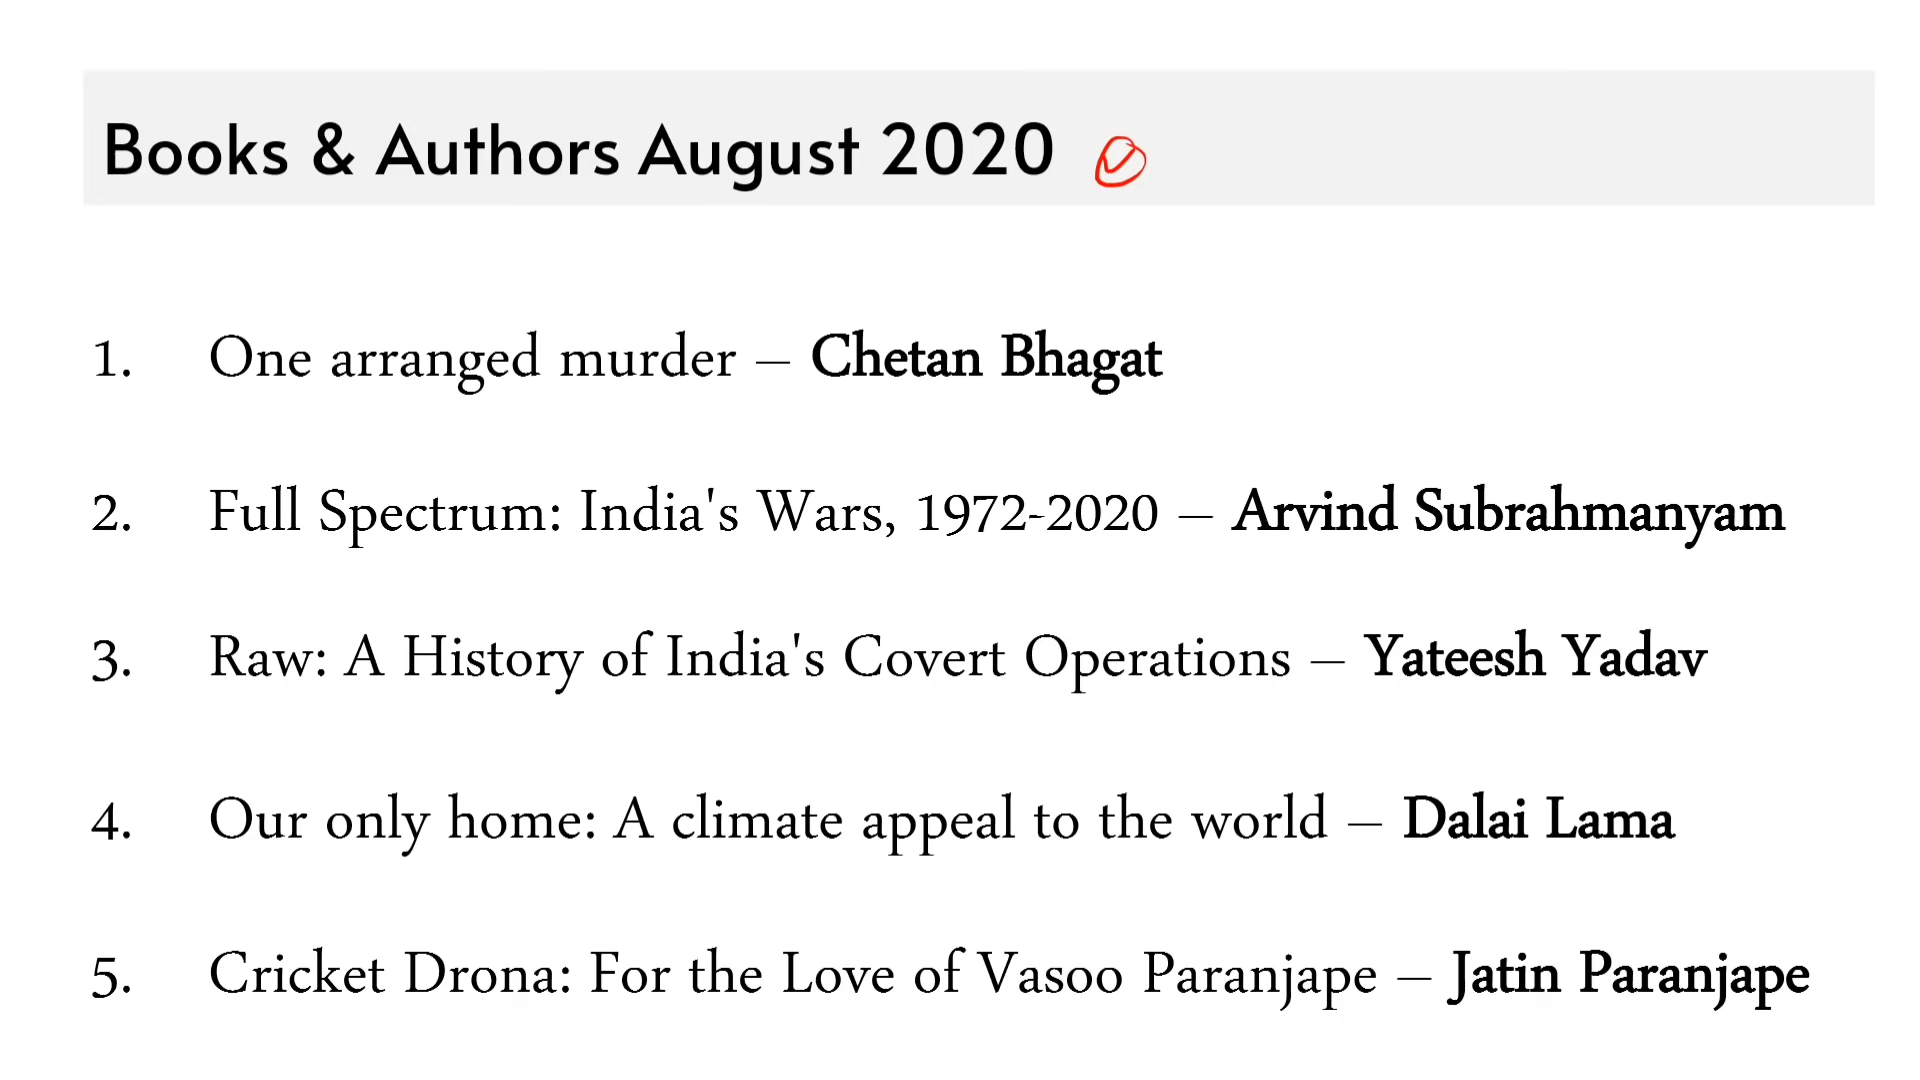 Books & Authors August 2020
1. One arranged murder – Chetan Bhagat
2. Full Spectrum: India's Wars, 1972-2020 – Arvind Subrahmanyam
3. Raw: A History of India's Covert Operations – Yateesh Yadav
4. Our only home: A climate appeal to the world – Dalai Lama
5. Cricket Drona: For the Love of Vasoo Paranjape – Jatin Paranjape